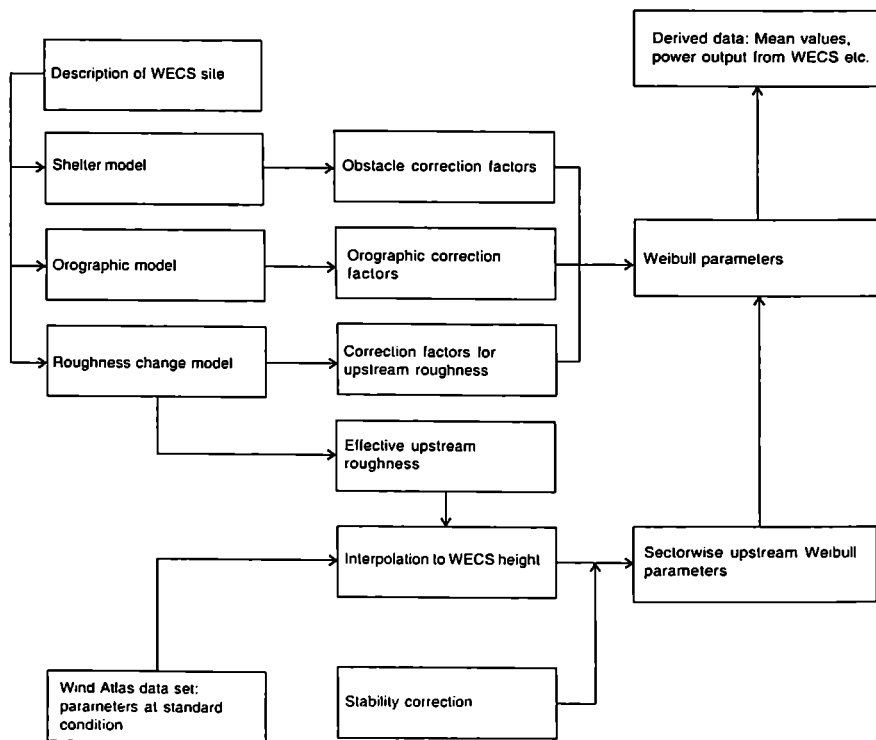 Derived data: Mean values,
power output from WECS etc.
Description of WECS site
Shelter model
Obstacle correction factors
Orographic model
Orographic correction
factors
Weibull parameters
Roughness change model
Correction factors for
upstream roughness
Effective upstream
roughness
Interpolation to WECS height
Sectorwise upstream Weibull
parameters
Wind Atlas data set:
parameters at standard
condition
Stability correction